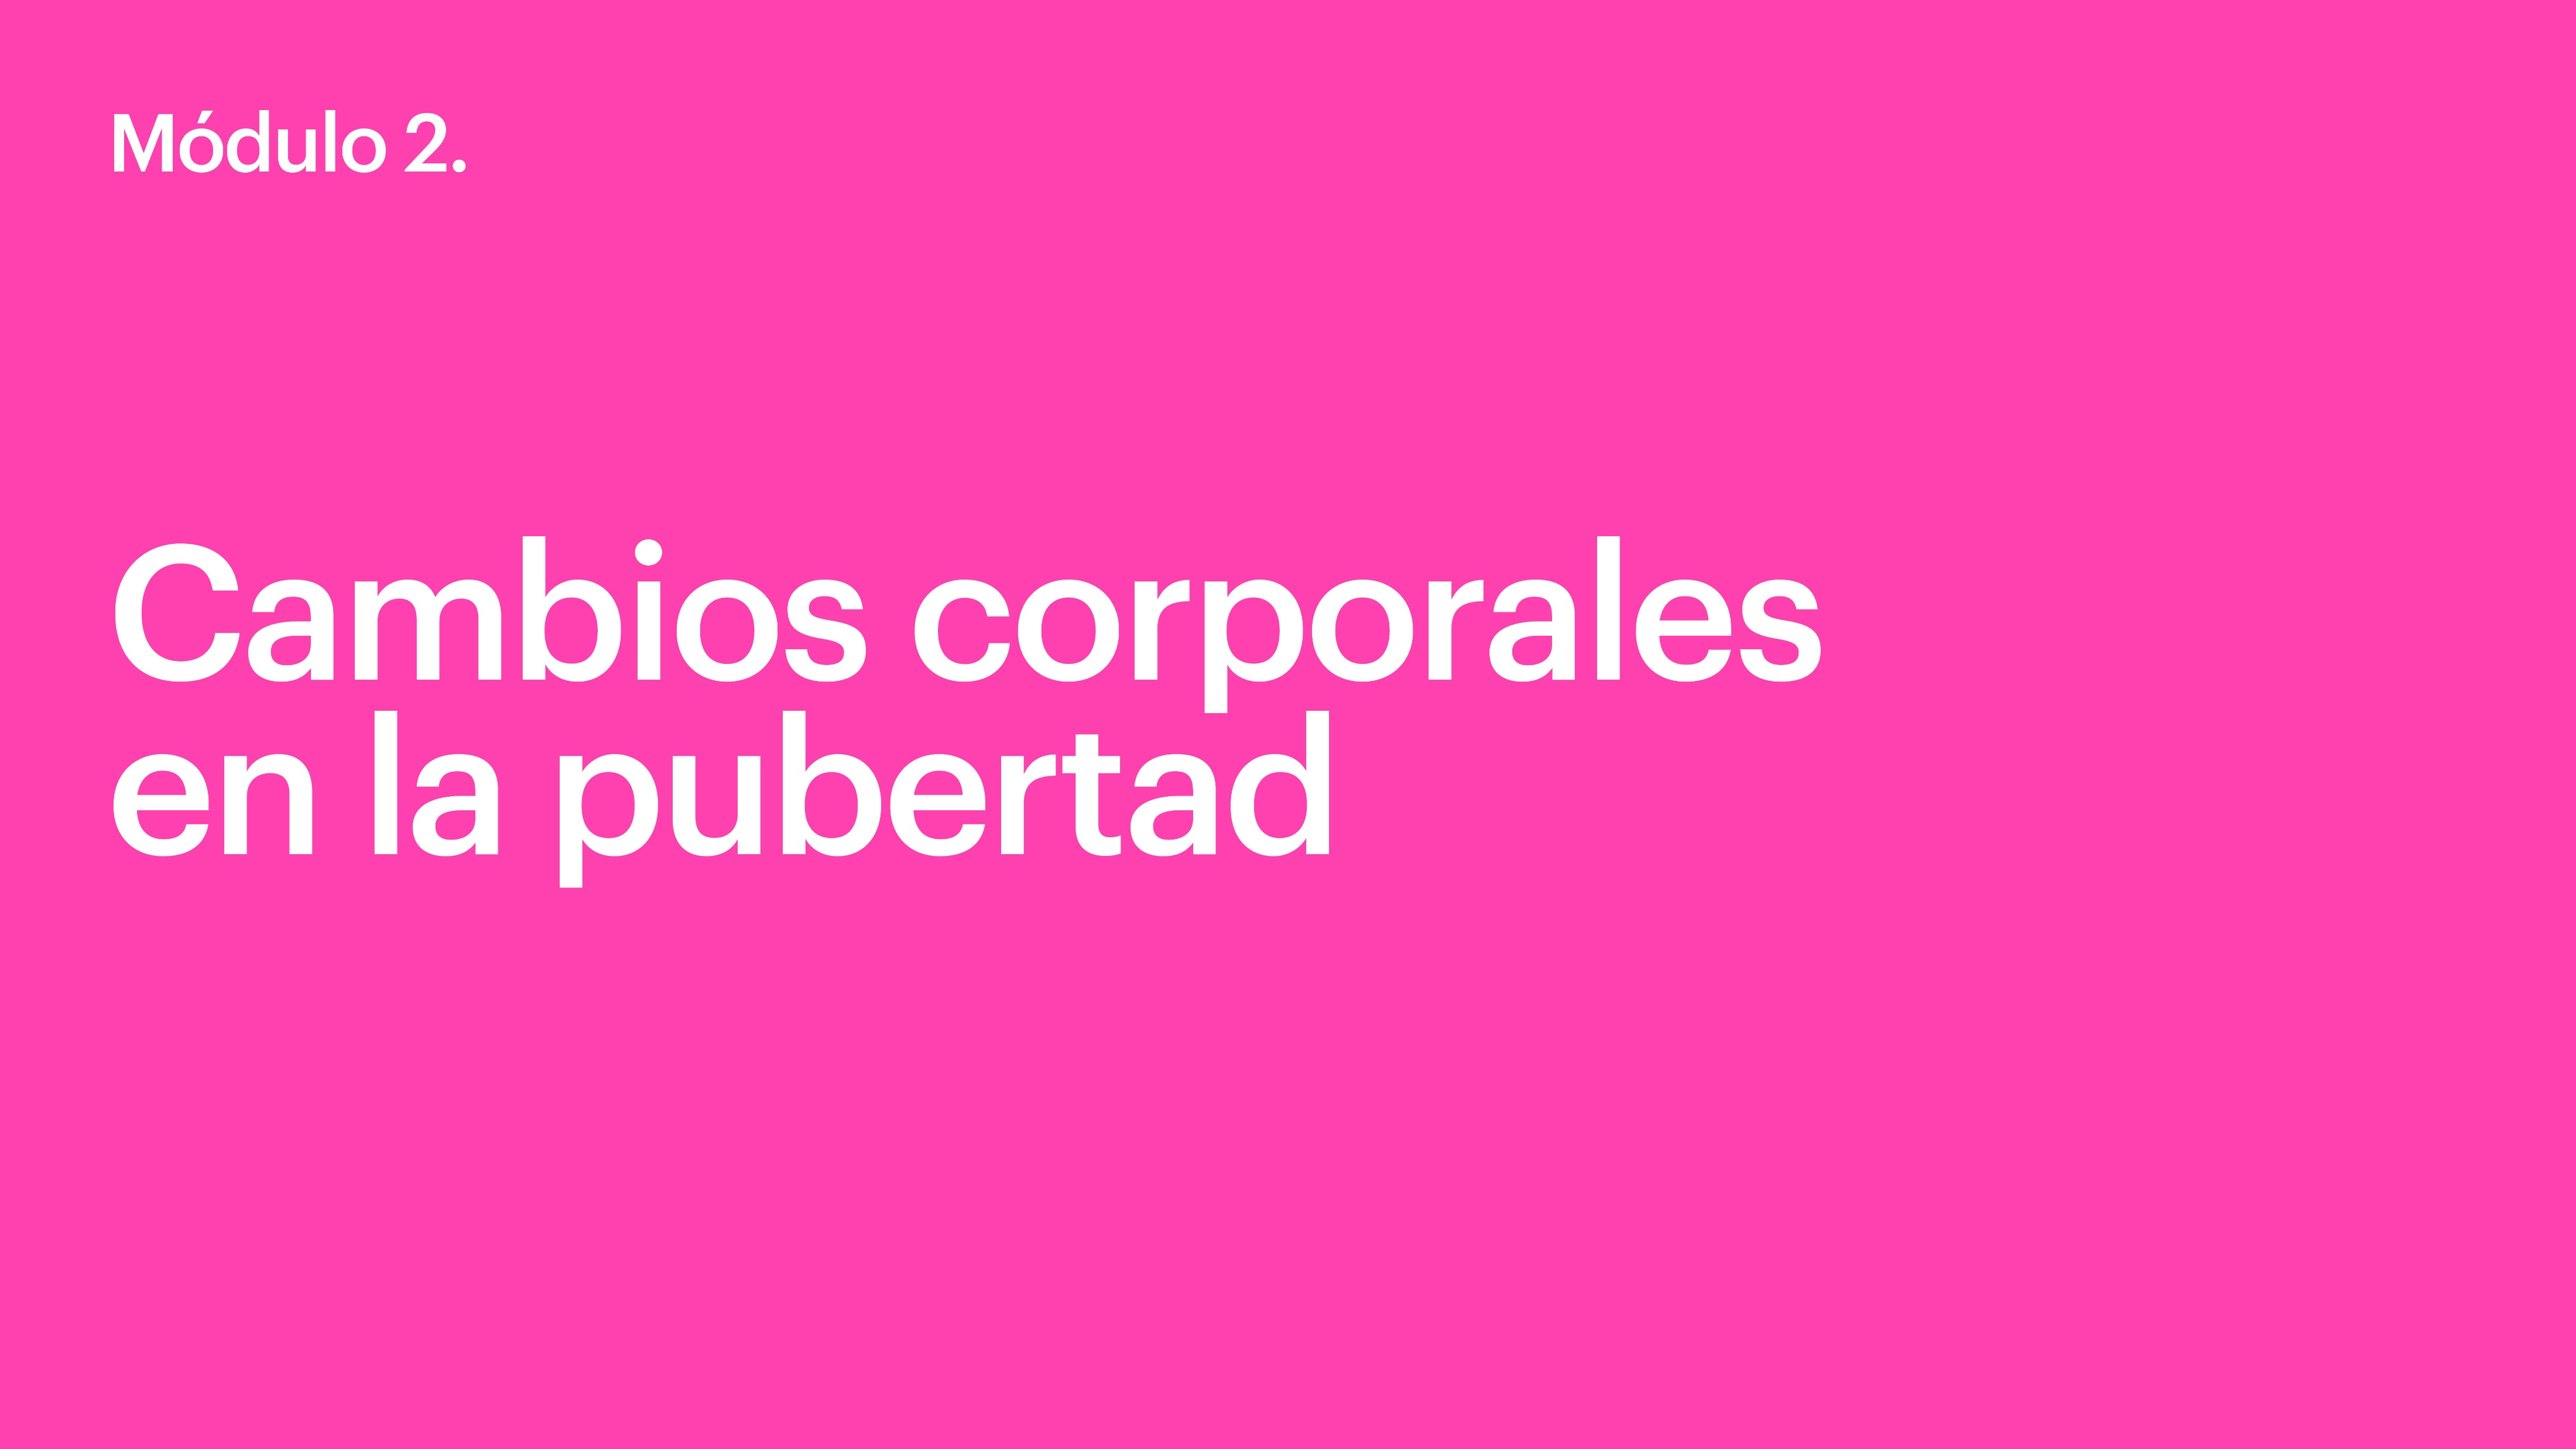 Módulo 2.
Cambios corporales
en la pubertad